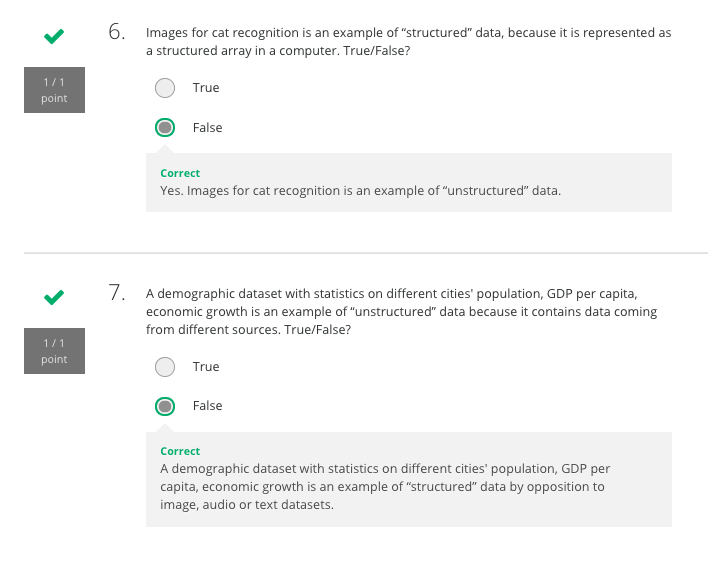 6.
Images for cat recognition is an example of “structured” data, because it is represented as
a structured array in a computer. True/False?
1 / 1
point
True
False
Correct
Yes. Images for cat recognition is an example of “unstructured” data.
7.
A demographic dataset with statistics on different cities' population, GDP per capita,
economic growth is an example of “unstructured” data because it contains data coming
from different sources. True/False?
1 / 1
point
True
False
Correct
A demographic dataset with statistics on different cities' population, GDP per
capita, economic growth is an example of “structured” data by opposition to
image, audio or text datasets.